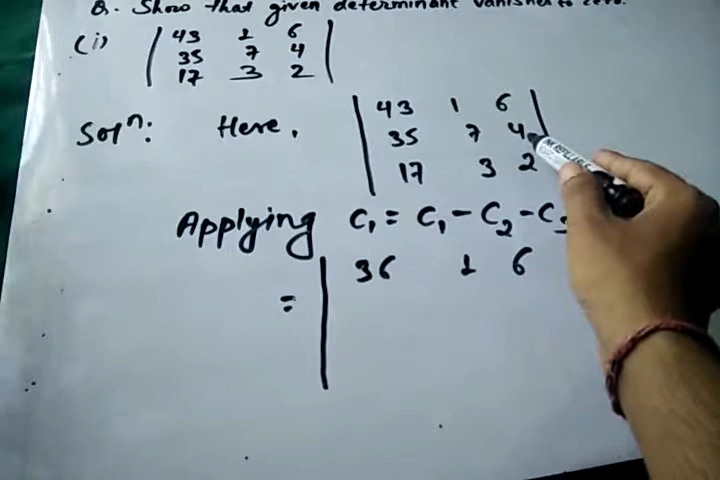 Q. Show that given determinant vanishes to zero.
(i) | 43 1 6 |
35 7 4
17 3 2
Solⁿ: Here, | 43 1 6 |
35 7 4
17 3 2
Applying C₁ = C₁ - C₂ - C₃
= | 36 1 6